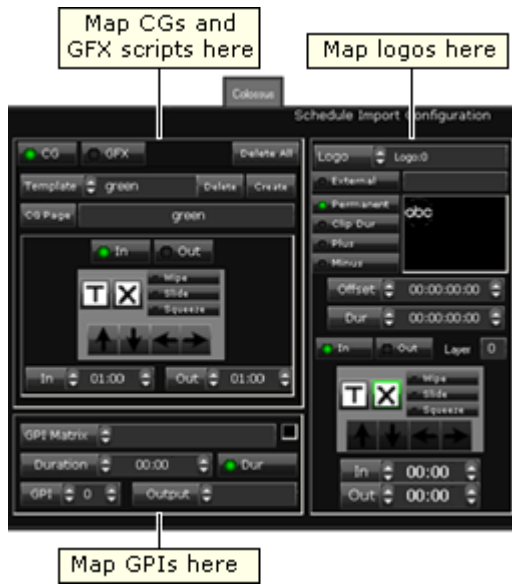 Map CGs and
GFX scripts here
Map logos here
Colossus
Schedule Import Configuration
CG
GFX
Delete All
Template
green
Delete
Create
CG Page
green
In
Out
T
X
Wipe
Slide
Squeeze
In
01:00
Out
01:00
GPI Matrix
Duration
00:00
Dur
GPI
0
Output
Map GPIs here
Logo
Logo:0
External
Permanent
Clip Dur
Plus
Minus
abc
Offset
00:00:00:00
Dur
00:00:00:00
In
Out
Layer
0
T
X
Wipe
Slide
Squeeze
In
00:00
Out
00:00